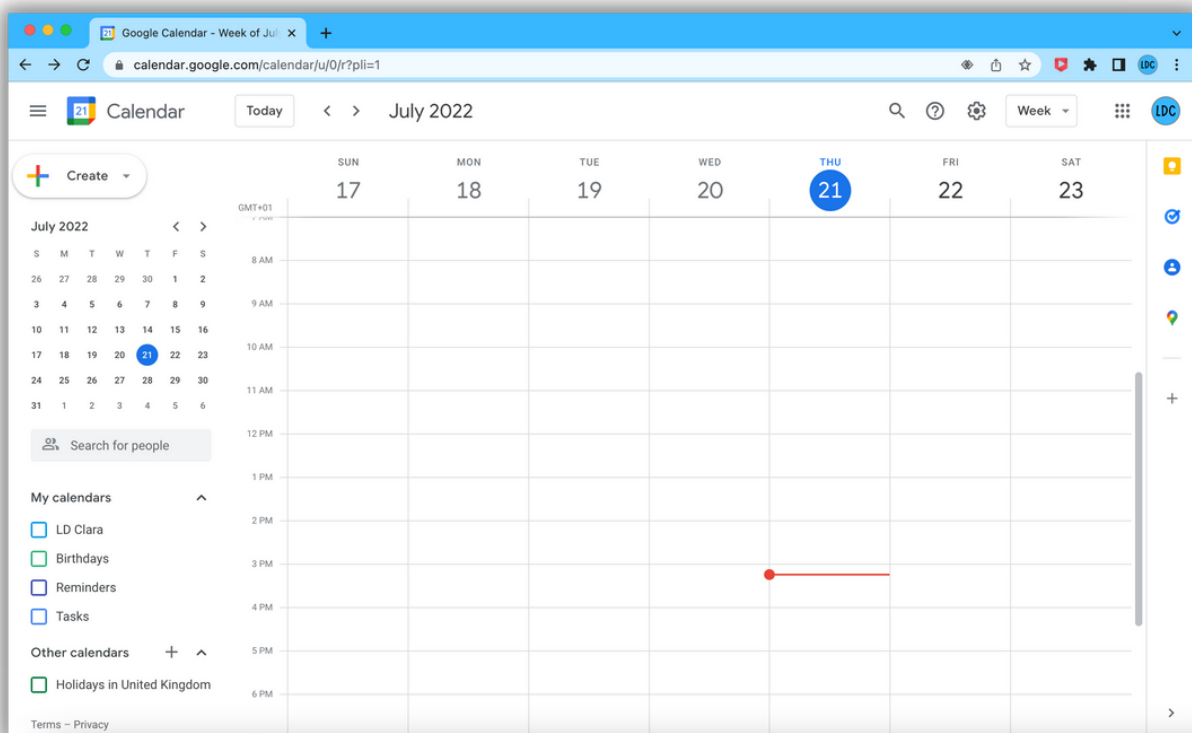 21 Google Calendar - Week of Jul
calendar.google.com/calendar/u/0/r?pli=1
LDC
21 Calendar Today July 2022 Week LDC
Create
SUN MON TUE WED THU FRI SAT
17 18 19 20 21 22 23
GMT+01
July 2022
S M T W T F S
26 27 28 29 30 1 2
3 4 5 6 7 8 9
10 11 12 13 14 15 16
17 18 19 20 21 22 23
24 25 26 27 28 29 30
31 1 2 3 4 5 6
Search for people
My calendars
LD Clara
Birthdays
Reminders
Tasks
Other calendars
Holidays in United Kingdom
Terms – Privacy
8 AM
9 AM
10 AM
11 AM
12 PM
1 PM
2 PM
3 PM
4 PM
5 PM
6 PM